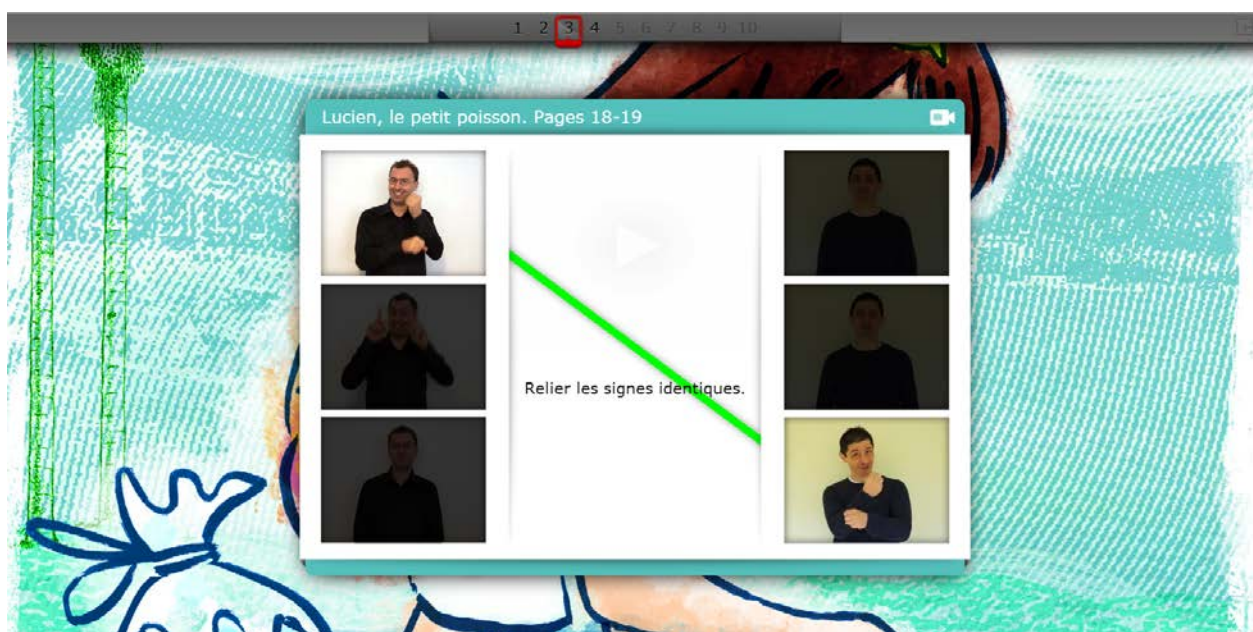 1 2 3 4 5 6 7 8 9 10
Lucien, le petit poisson. Pages 18-19
Relier les signes identiques.